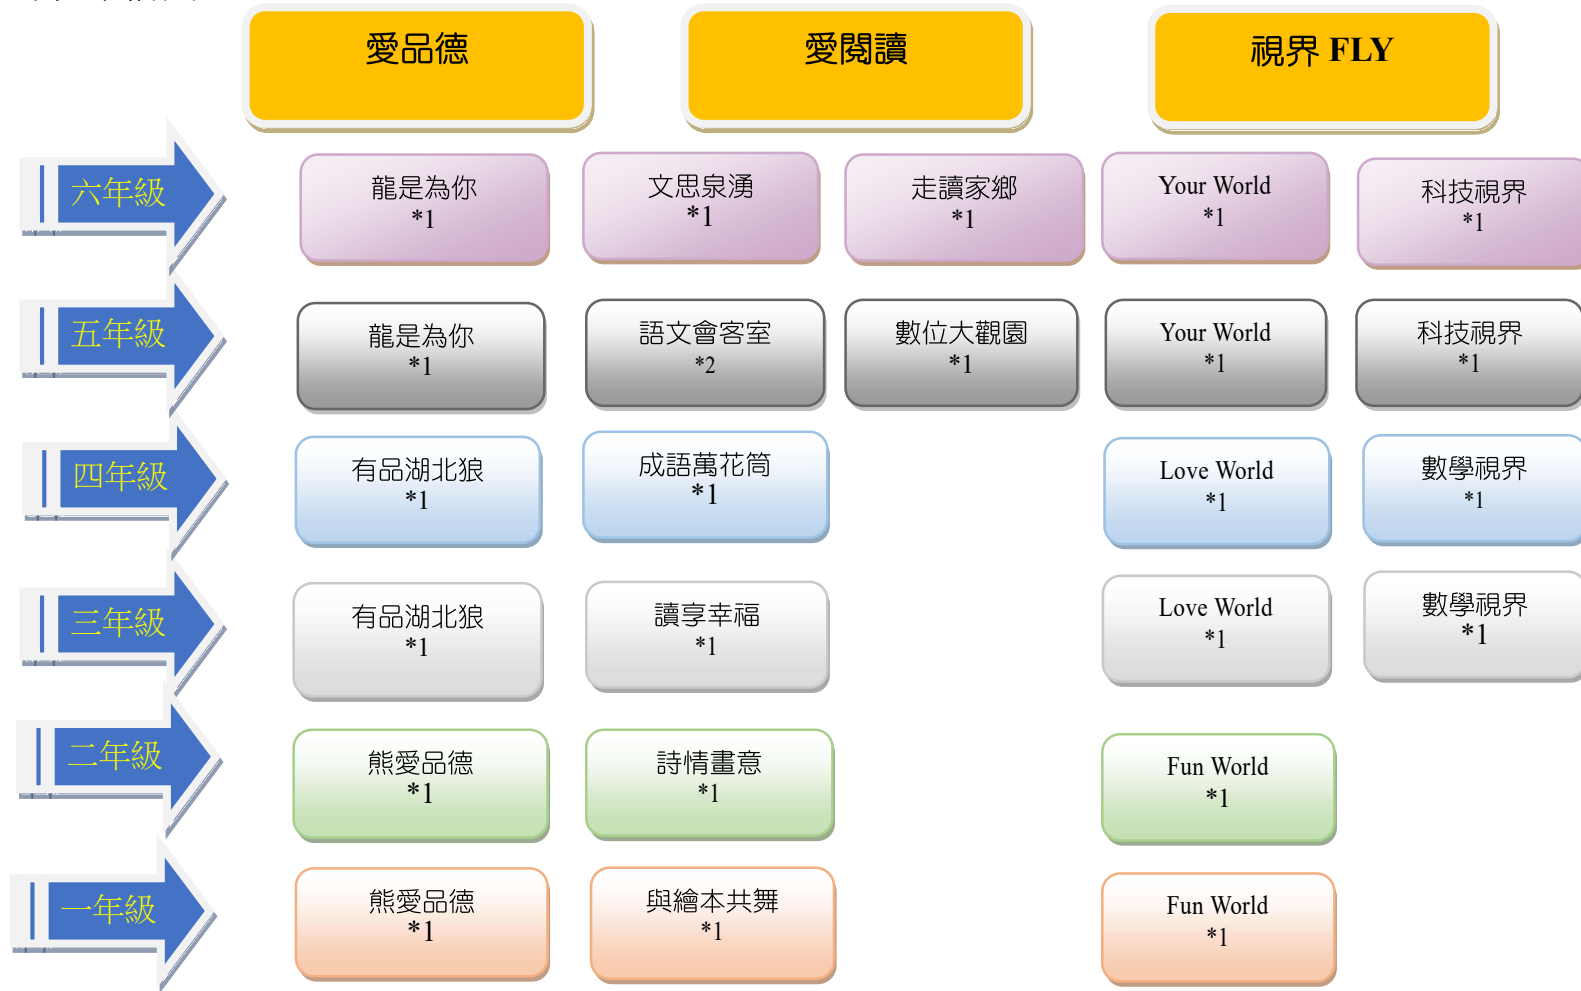 愛品德
愛閱讀
視界 FLY
六年級
龍是為你
*1
文思泉湧
*1
走讀家鄉
*1
Your World
*1
科技視界
*1
五年級
龍是為你
*1
語文會客室
*2
數位大觀園
*1
Your World
*1
科技視界
*1
四年級
有品湖北狼
*1
成語萬花筒
*1
Love World
*1
數學視界
*1
三年級
有品湖北狼
*1
讀享幸福
*1
Love World
*1
數學視界
*1
二年級
熊愛品德
*1
詩情畫意
*1
Fun World
*1
一年級
熊愛品德
*1
與繪本共舞
*1
Fun World
*1